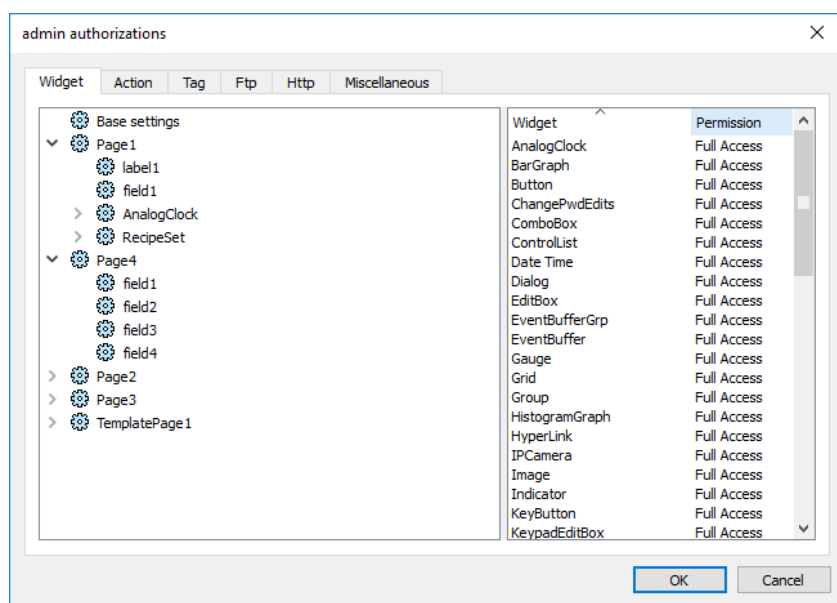 admin authorizations
Widget Action Tag Ftp Http Miscellaneous
Base settings
Page1
label1
field1
AnalogClock
RecipeSet
Page4
field1
field2
field3
field4
Page2
Page3
TemplatePage1
Widget Permission
AnalogClock Full Access
BarGraph Full Access
Button Full Access
ChangePwdEdits Full Access
ComboBox Full Access
ControlList Full Access
Date Time Full Access
Dialog Full Access
EditBox Full Access
EventBufferGrp Full Access
EventBuffer Full Access
Gauge Full Access
Grid Full Access
Group Full Access
HistogramGraph Full Access
HyperLink Full Access
IPCamera Full Access
Image Full Access
Indicator Full Access
KeyButton Full Access
KeypadEditBox Full Access
OK Cancel